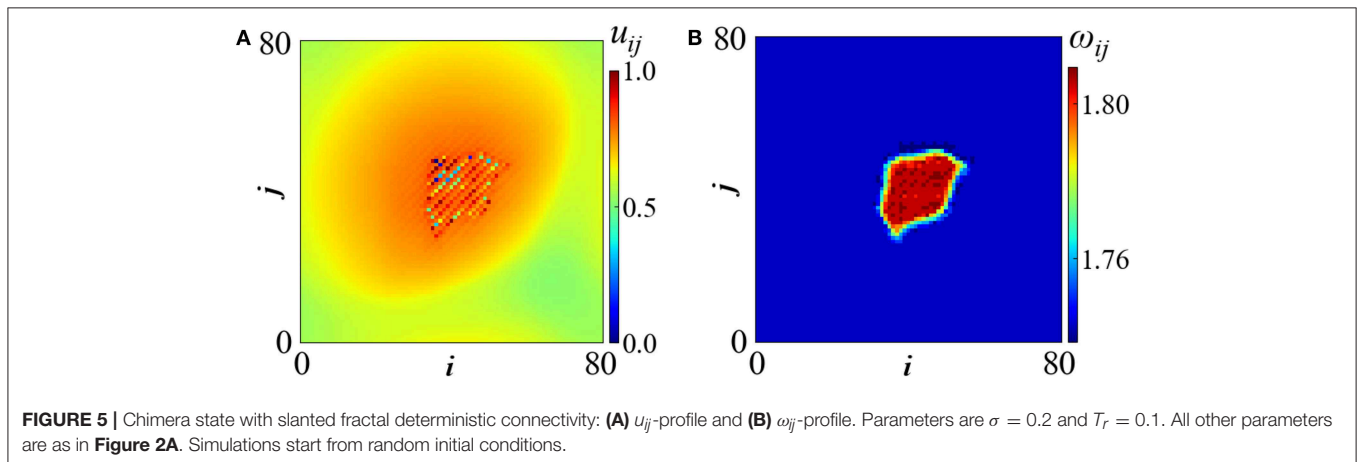 A
80
u_ij
1.0
j
0.5
0
0.0
0
i
80
B
80
ω_ij
1.80
j
1.76
0
0
i
80
FIGURE 5 | Chimera state with slanted fractal deterministic connectivity: (A) u_ij-profile and (B) ω_ij-profile. Parameters are σ = 0.2 and T_r = 0.1. All other parameters
are as in Figure 2A. Simulations start from random initial conditions.